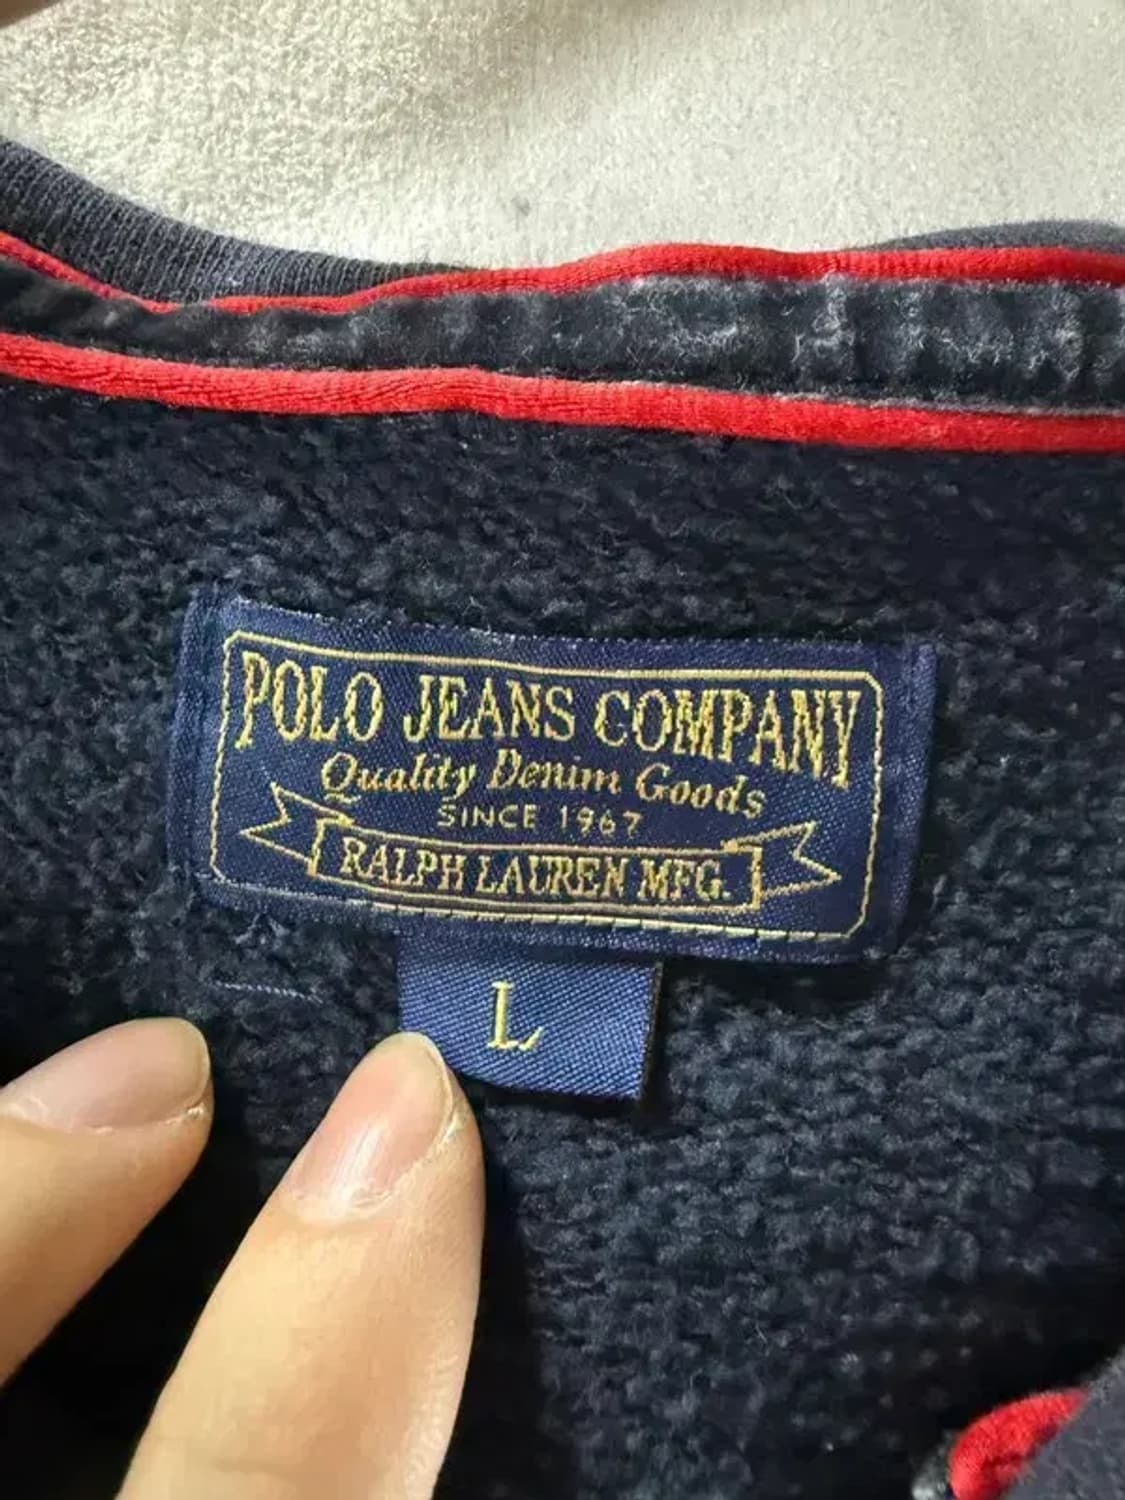 POLO JEANS COMPANY
Quality Denim Goods
SINCE 1967
RALPH LAUREN MFG.
L